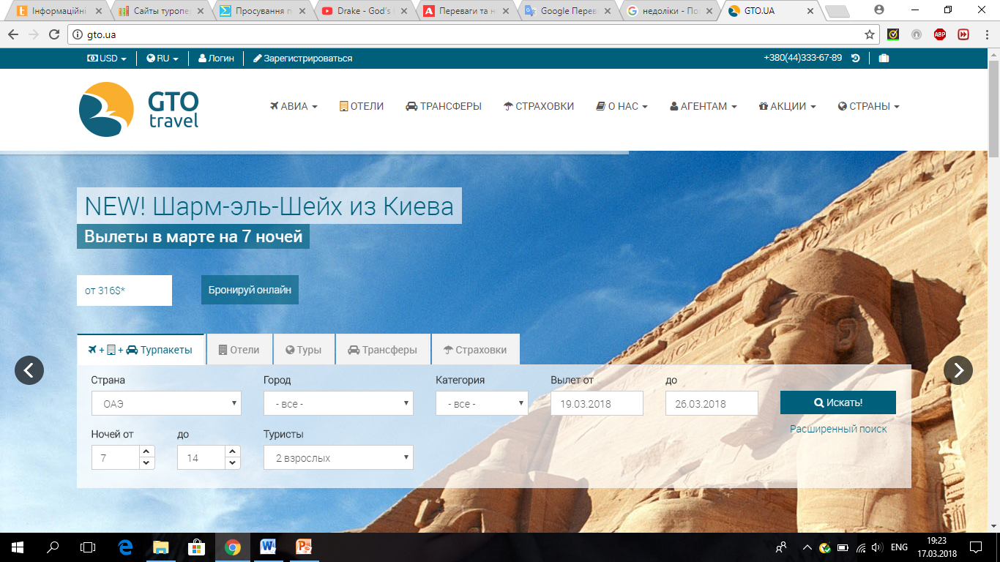 Інформаційні
Сайты туропе
Просування п
Drake - God's
Переваги та н
Google Перев
недоліки - По
GTO.UA
gto.ua
ABP
USD
RU
Логин
Зарегистрироваться
+380(44)333-67-89
GTO
travel
АВИА
ОТЕЛИ
ТРАНСФЕРЫ
СТРАХОВКИ
О НАС
АГЕНТАМ
АКЦИИ
СТРАНЫ
NEW! Шарм-эль-Шейх из Киева
Вылеты в марте на 7 ночей
от 316$*
Бронируй онлайн
+ + Турпакеты
Отели
Туры
Трансферы
Страховки
Страна
Город
Категория
Вылет от
до
ОАЭ
- все -
- все -
19.03.2018
26.03.2018
Искать!
Расширенный поиск
Ночей от
до
Туристы
7
14
2 взрослых
ENG
19:23
17.03.2018